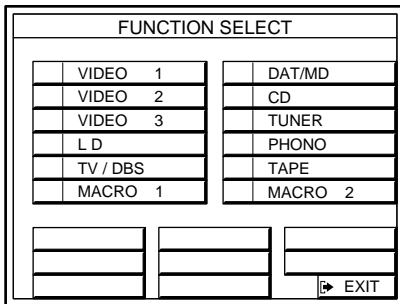 FUNCTION SELECT
VIDEO 1
VIDEO 2
VIDEO 3
L D
TV / DBS
MACRO 1
DAT/MD
CD
TUNER
PHONO
TAPE
MACRO 2
EXIT